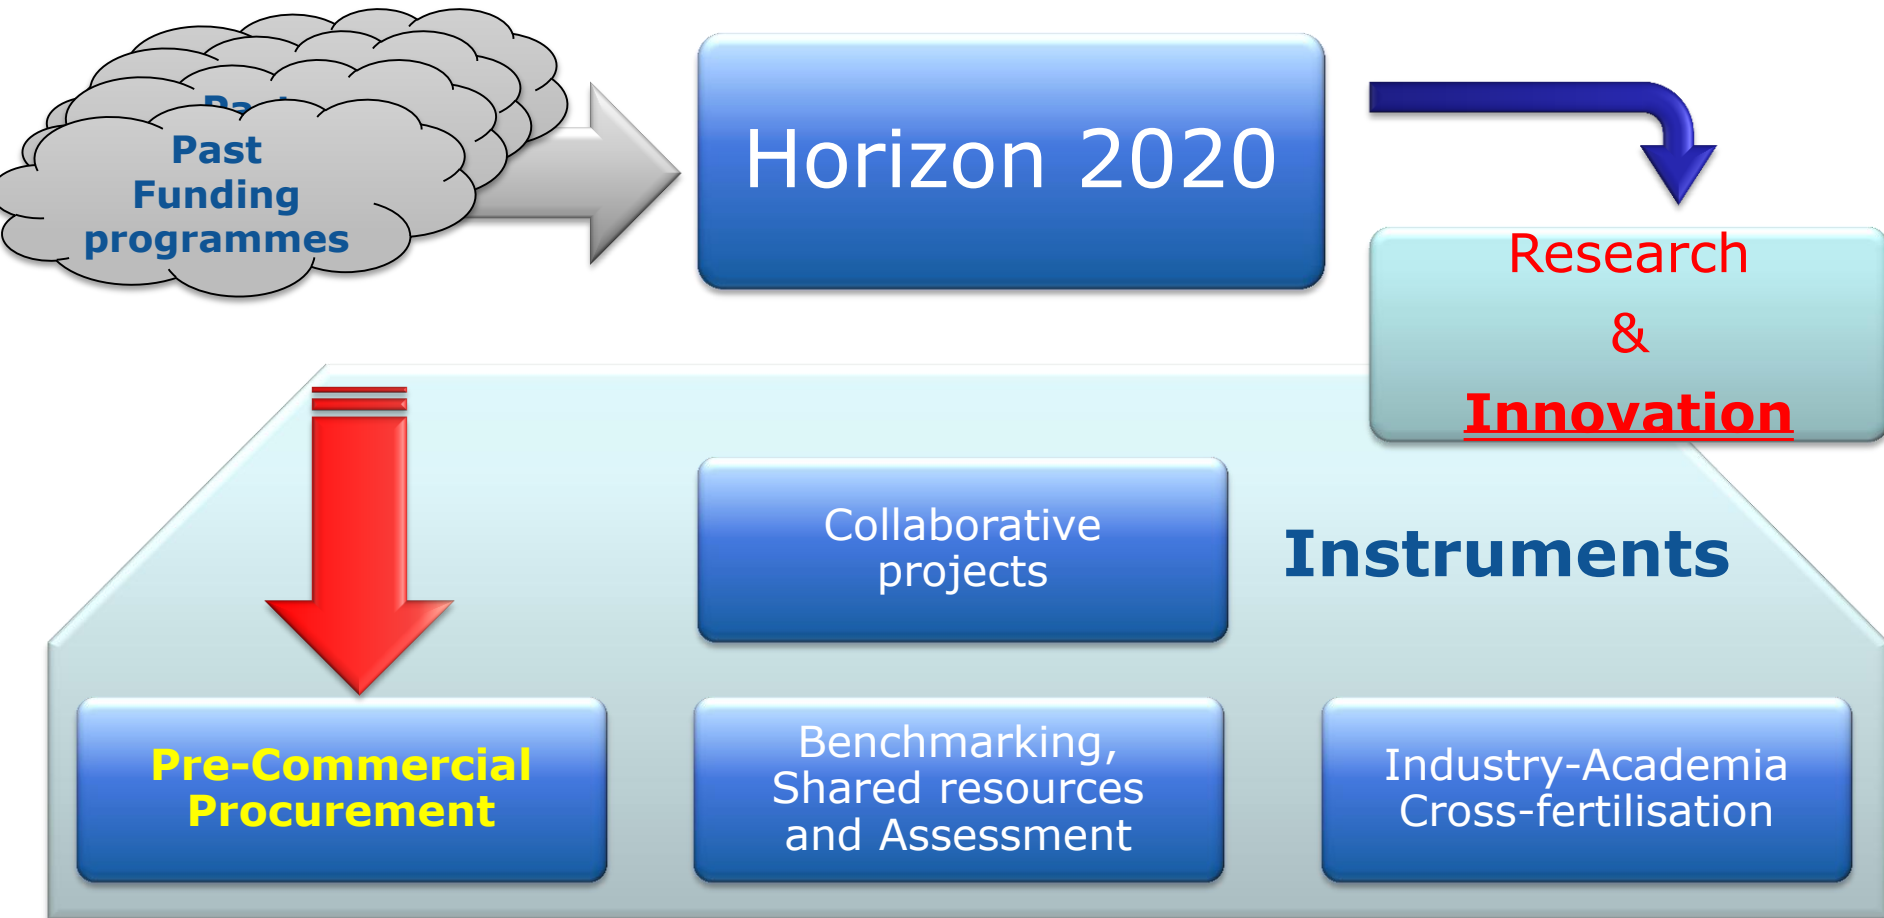 Past
Funding
programmes
Horizon 2020
Research
&
Innovation
Instruments
Collaborative
projects
Pre-Commercial
Procurement
Benchmarking,
Shared resources
and Assessment
Industry-Academia
Cross-fertilisation